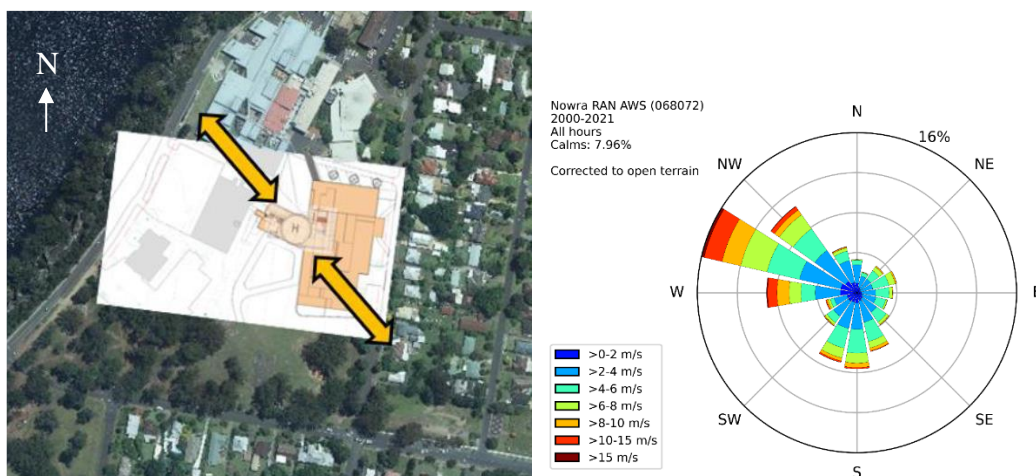 N
H
Nowra RAN AWS (068072)
2000-2021
All hours
Calms: 7.96%
Corrected to open terrain
N
16%
NW
NE
W
E
SW
SE
S
>0-2 m/s
>2-4 m/s
>4-6 m/s
>6-8 m/s
>8-10 m/s
>10-15 m/s
>15 m/s